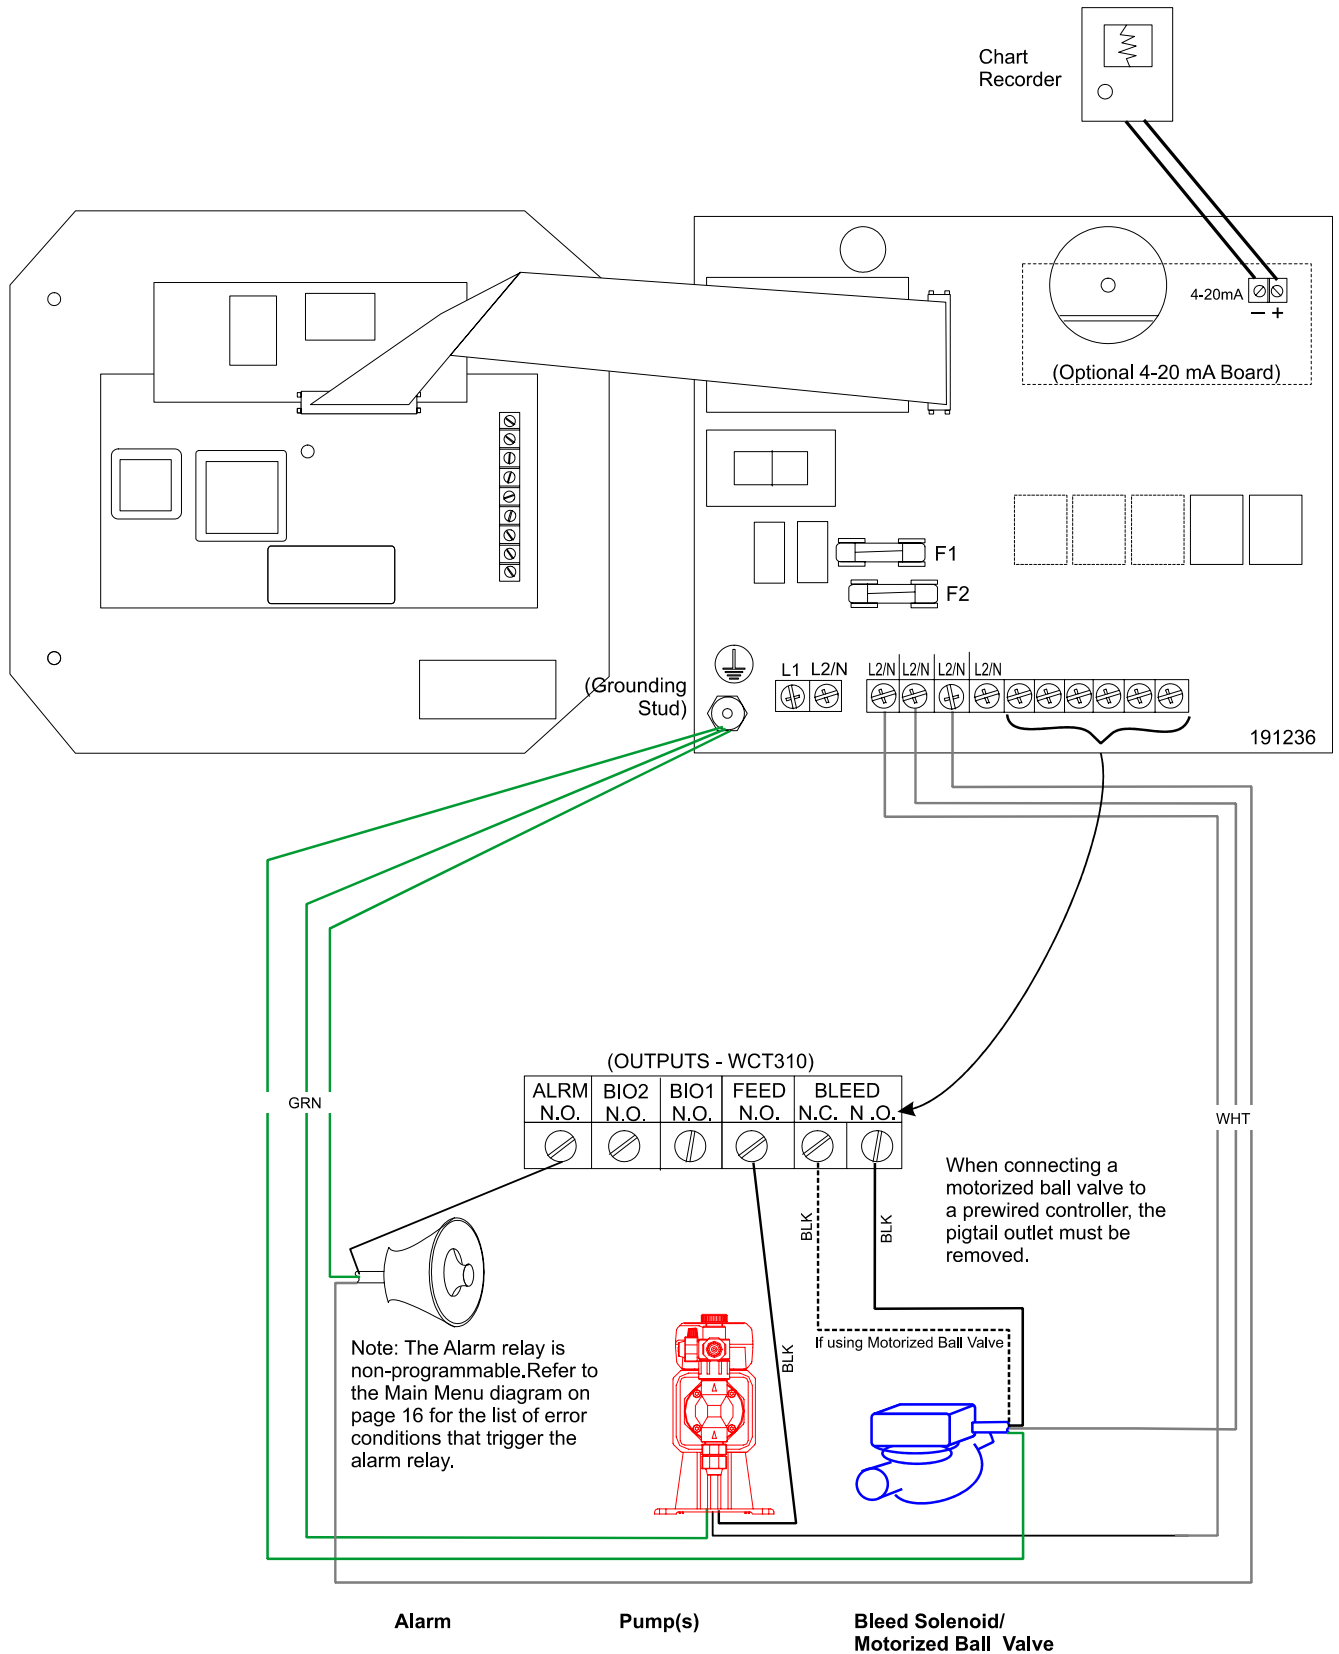 Chart
Recorder
4-20mA
– +
(Optional 4-20 mA Board)
F1
F2
(Grounding
Stud)
L1 L2/N
L2/N L2/N L2/N L2/N
191236
(OUTPUTS - WCT310)
ALRM BIO2 BIO1 FEED BLEED
N.O. N.O. N.O. N.O. N.C. N .O.
GRN
WHT
When connecting a
motorized ball valve to
a prewired controller, the
pigtail outlet must be
removed.
BLK
BLK
If using Motorized Ball Valve
BLK
Note: The Alarm relay is
non-programmable.Refer to
the Main Menu diagram on
page 16 for the list of error
conditions that trigger the
alarm relay.
Alarm
Pump(s)
Bleed Solenoid/
Motorized Ball Valve